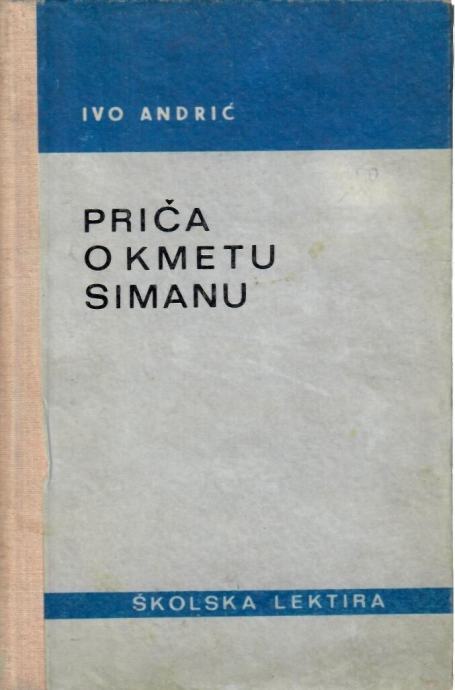 IVO ANDRIĆ
PRIČA
O KMETU
SIMANU
ŠKOLSKA LEKTIRA